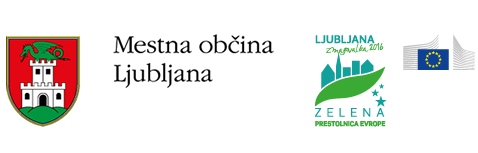 Mestna občina
Ljubljana
LJUBLJANA
Zmagovalka 2016
ZELENA
PRESTOLNICA EVROPE